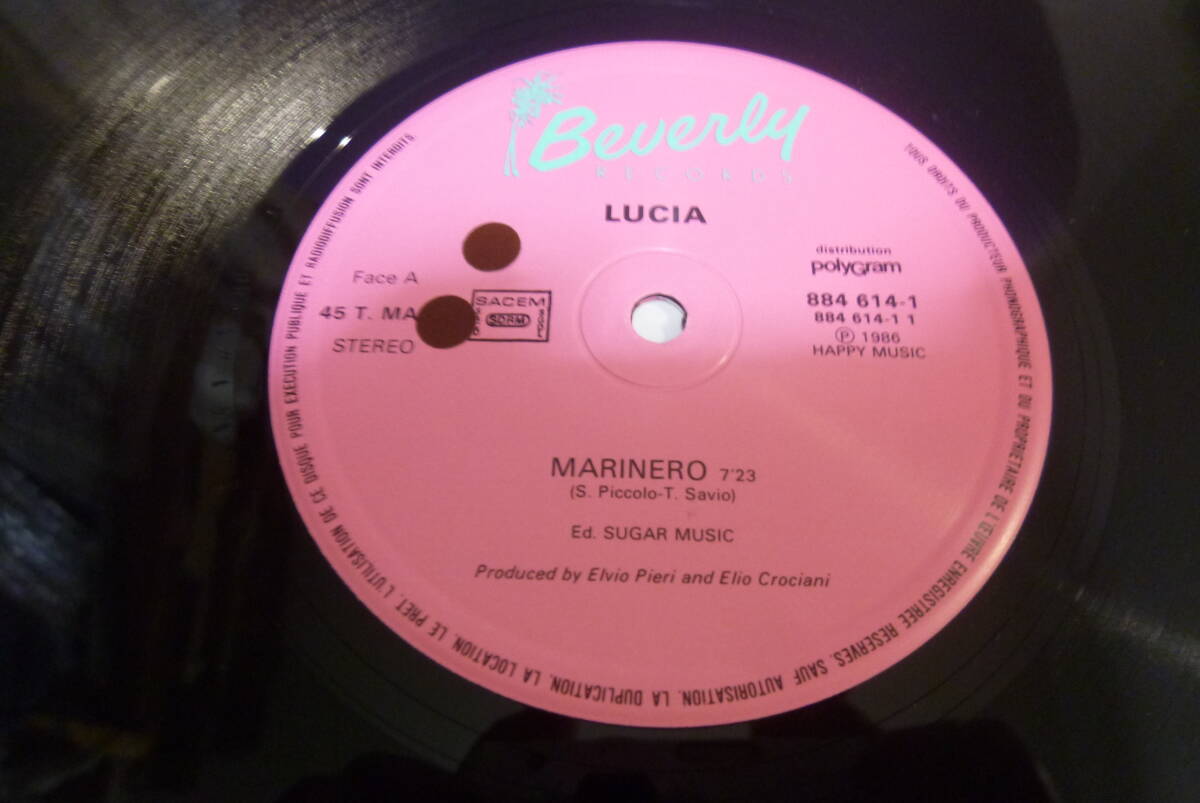 Beverly
RECORDS
LUCIA
Face A
45 T. MA
STEREO
SACEM
SDRM
distribution
polyGram
884 614-1
884 614-1 1
Ⓟ 1986
HAPPY MUSIC
MARINERO 7'23
(S. Piccolo-T. Savio)
Ed. SUGAR MUSIC
Produced by Elvio Pieri and Elio Crociani
TOUS DROITS DU PRODUCTEUR PHONOGRAPHIQUE ET DU PROPRIETAIRE DE L'ŒUVRE ENREGISTREE RESERVES. SAUF AUTORISATION, LA DUPLICATION, LA LOCATION, LE PRET, L'UTILISATION DE CE DISQUE POUR EXECUTION PUBLIQUE ET RADIODIFFUSION SONT INTERDITS.